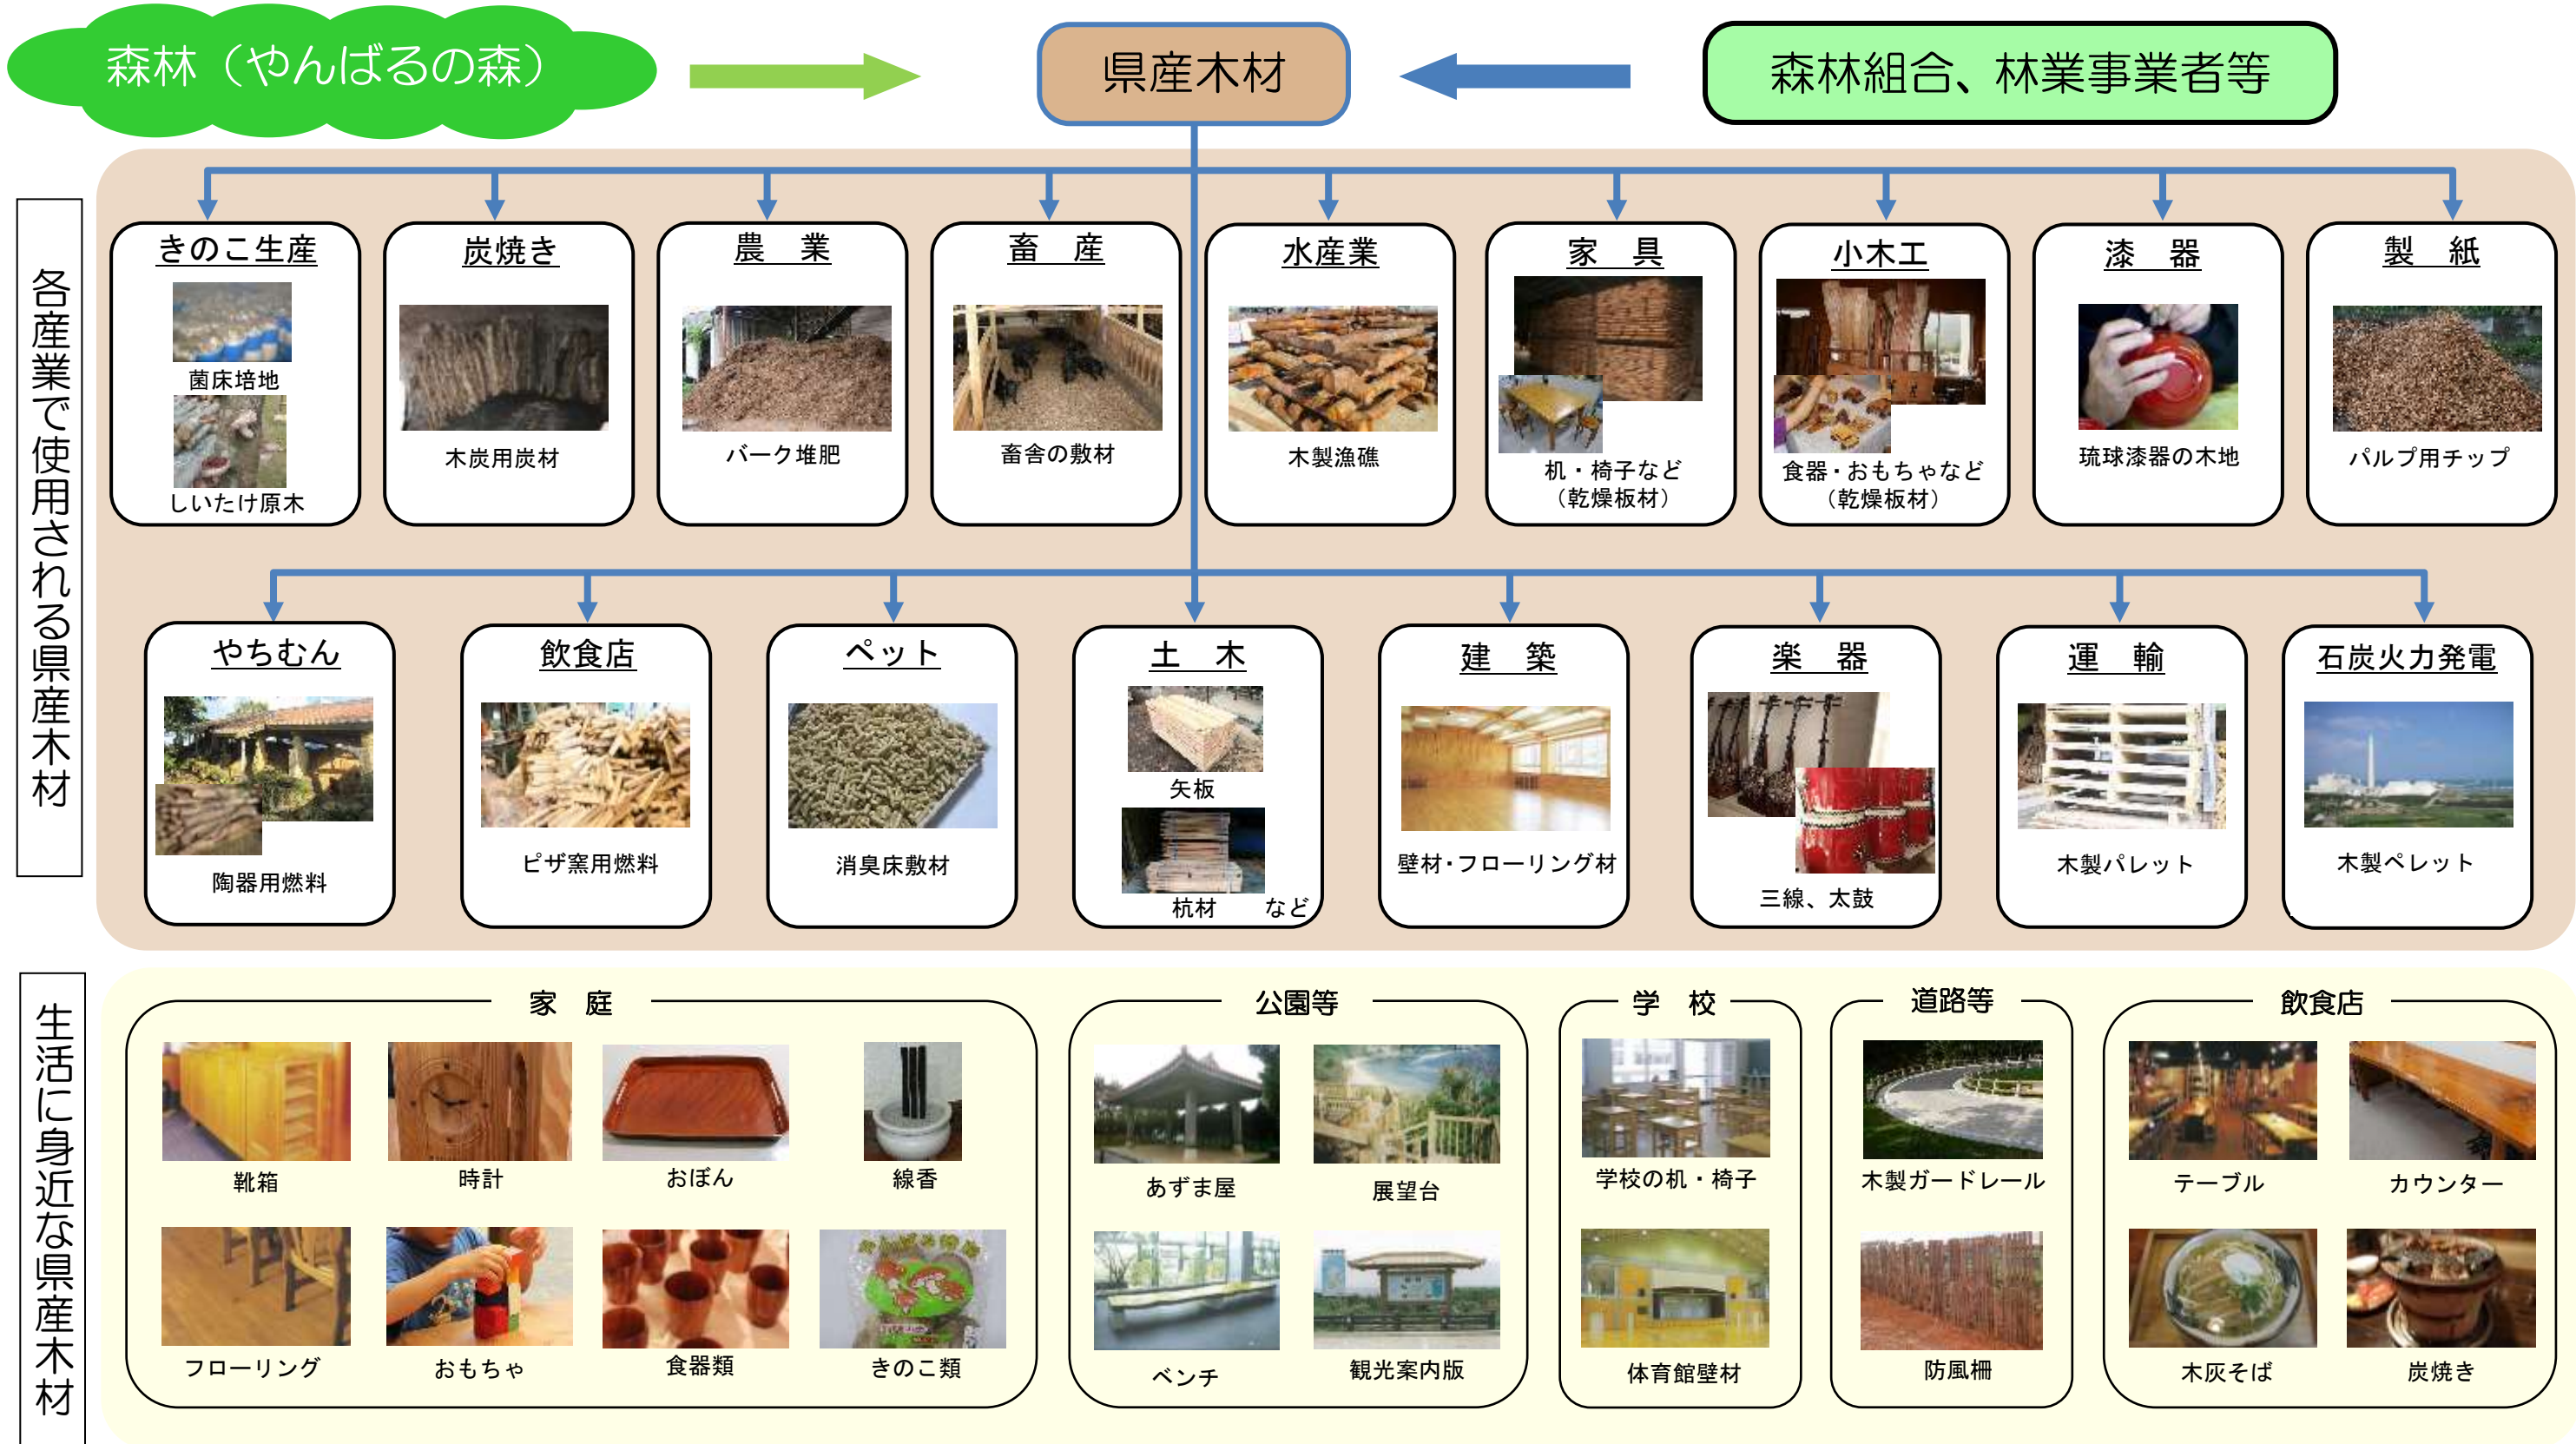 森林（やんばるの森）
県産木材
森林組合、林業事業者等
各産業で使用される県産木材
きのこ生産
菌床培地
しいたけ原木
炭焼き
木炭用炭材
農　業
バーク堆肥
畜　産
畜舎の敷材
水産業
木製漁礁
家　具
机・椅子など
（乾燥板材）
小木工
食器・おもちゃなど
（乾燥板材）
漆　器
琉球漆器の木地
製　紙
パルプ用チップ
やちむん
陶器用燃料
飲食店
ピザ窯用燃料
ペット
消臭床敷材
土　木
矢板
杭材　　など
建　築
壁材・フローリング材
楽　器
三線、太鼓
運　輸
木製パレット
石炭火力発電
木製ペレット
生活に身近な県産木材
家　庭
靴箱
時計
おぼん
線香
フローリング
おもちゃ
食器類
きのこ類
公園等
あずま屋
展望台
ベンチ
観光案内版
学　校
学校の机・椅子
体育館壁材
道路等
木製ガードレール
防風柵
飲食店
テーブル
カウンター
木灰そば
炭焼き